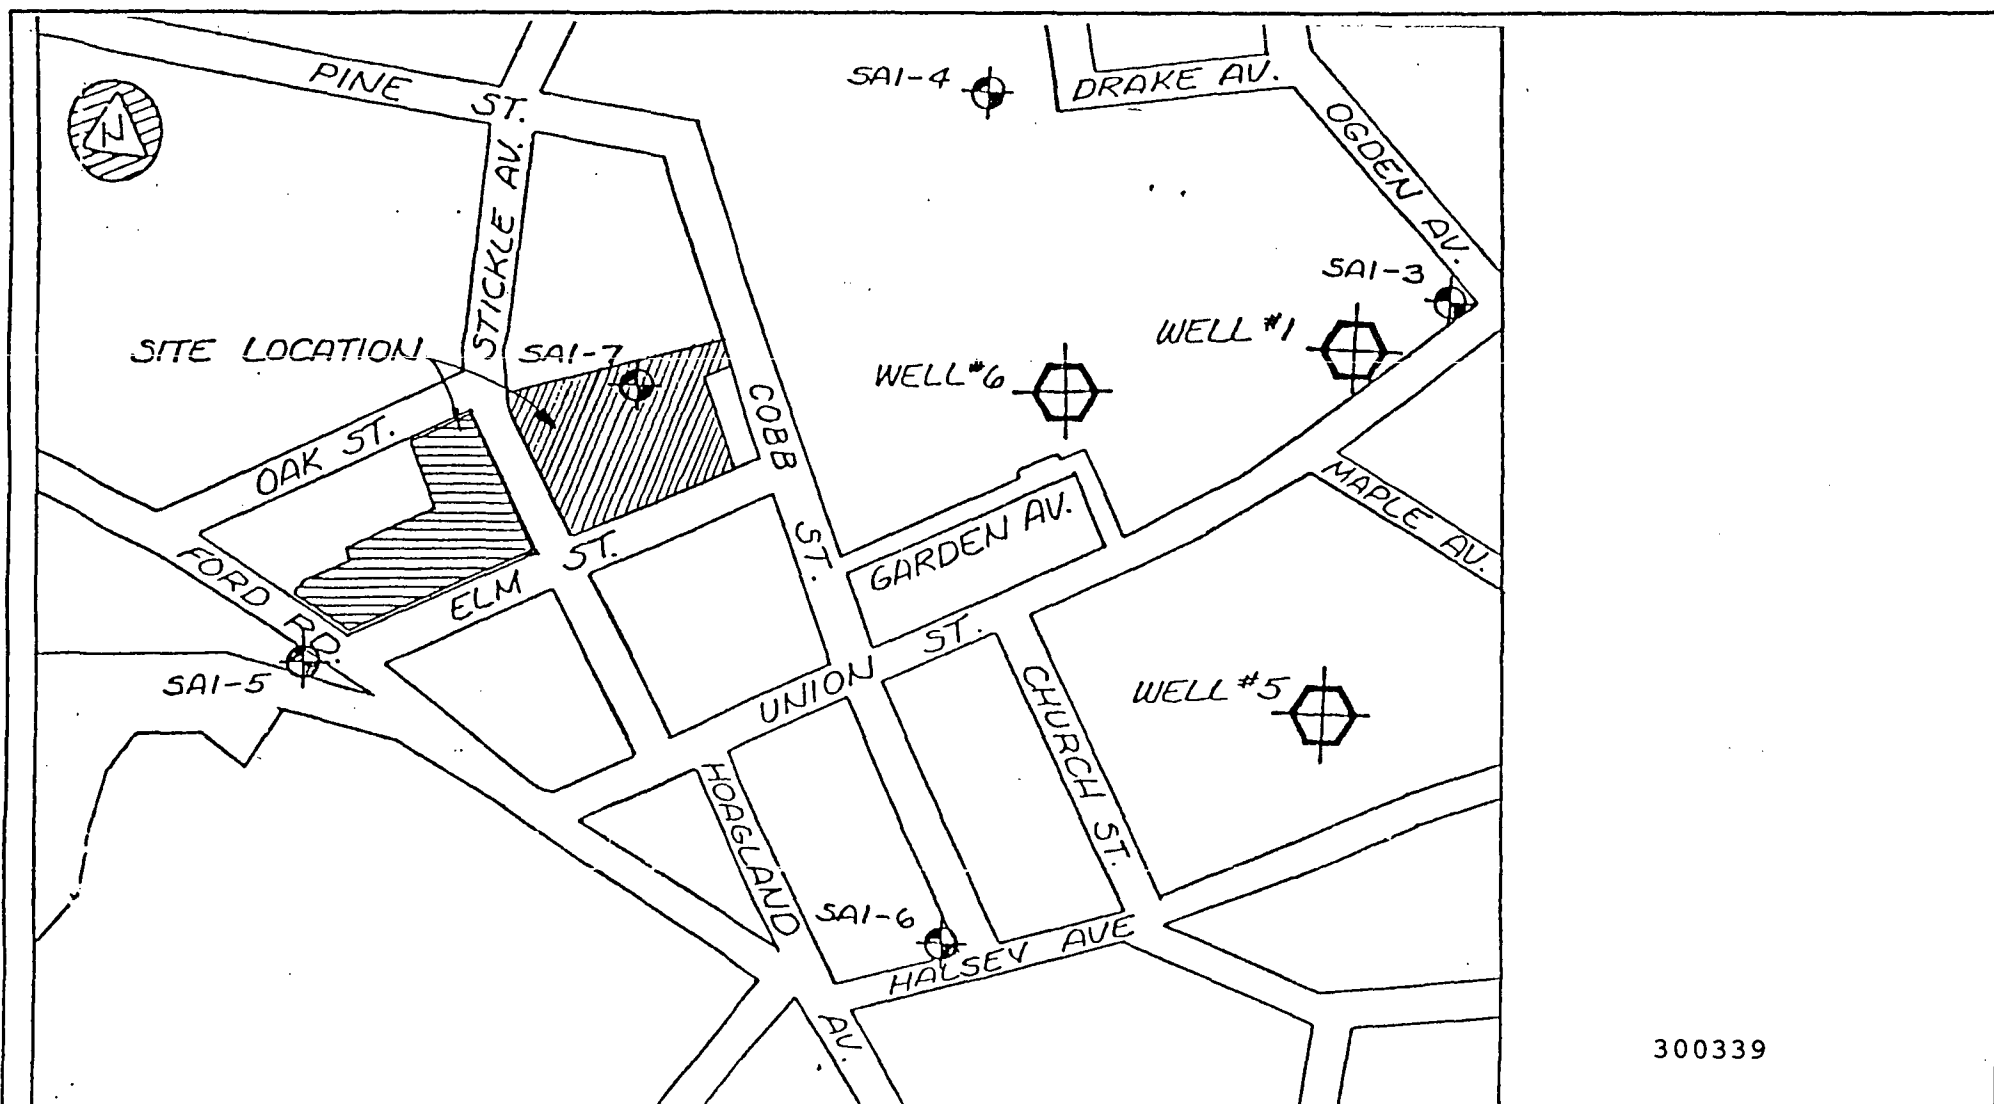 PINE ST.
SAI-4
DRAKE AV.
OGDEN AV.
N
STICKLE AV.
SAI-3
WELL #1
SITE LOCATION
SAI-7
WELL #6
COBB ST.
OAK ST.
MAPLE AV.
GARDEN AV.
FORD RD.
ELM ST.
SAI-5
UNION ST.
CHURCH ST.
WELL #5
HOAGLAND AV.
SAI-6
HALSEY AVE
300339